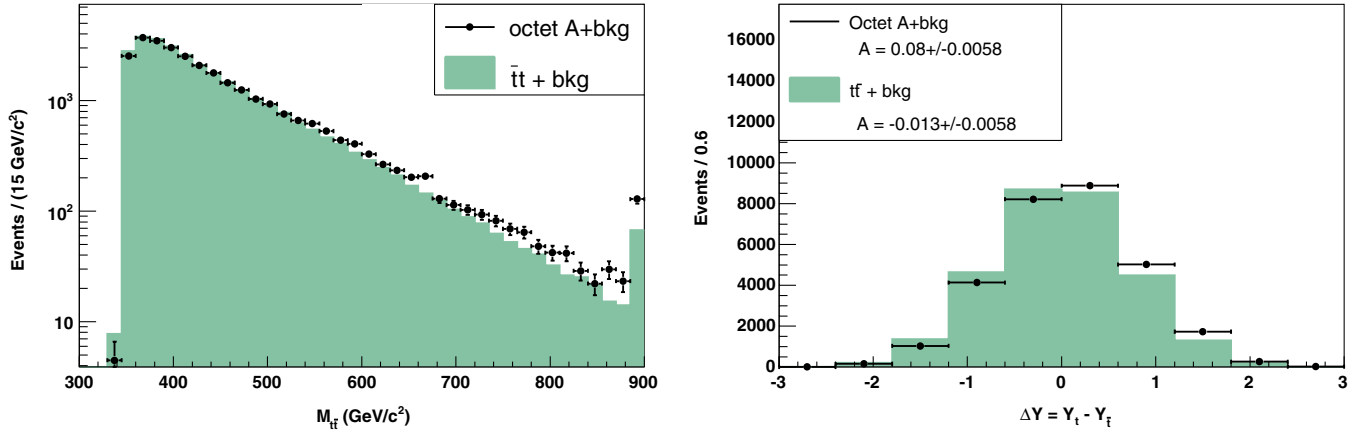 octet A+bkg
t̄t + bkg
Events / (15 GeV/c²)
10³
10²
10
300 400 500 600 700 800 900
M_tt̄ (GeV/c²)
Octet A+bkg
A = 0.08+/-0.0058
tt̄ + bkg
A = -0.013+/-0.0058
Events / 0.6
16000
14000
12000
10000
8000
6000
4000
2000
0
-3 -2 -1 0 1 2 3
ΔY = Y_t - Y_t̄